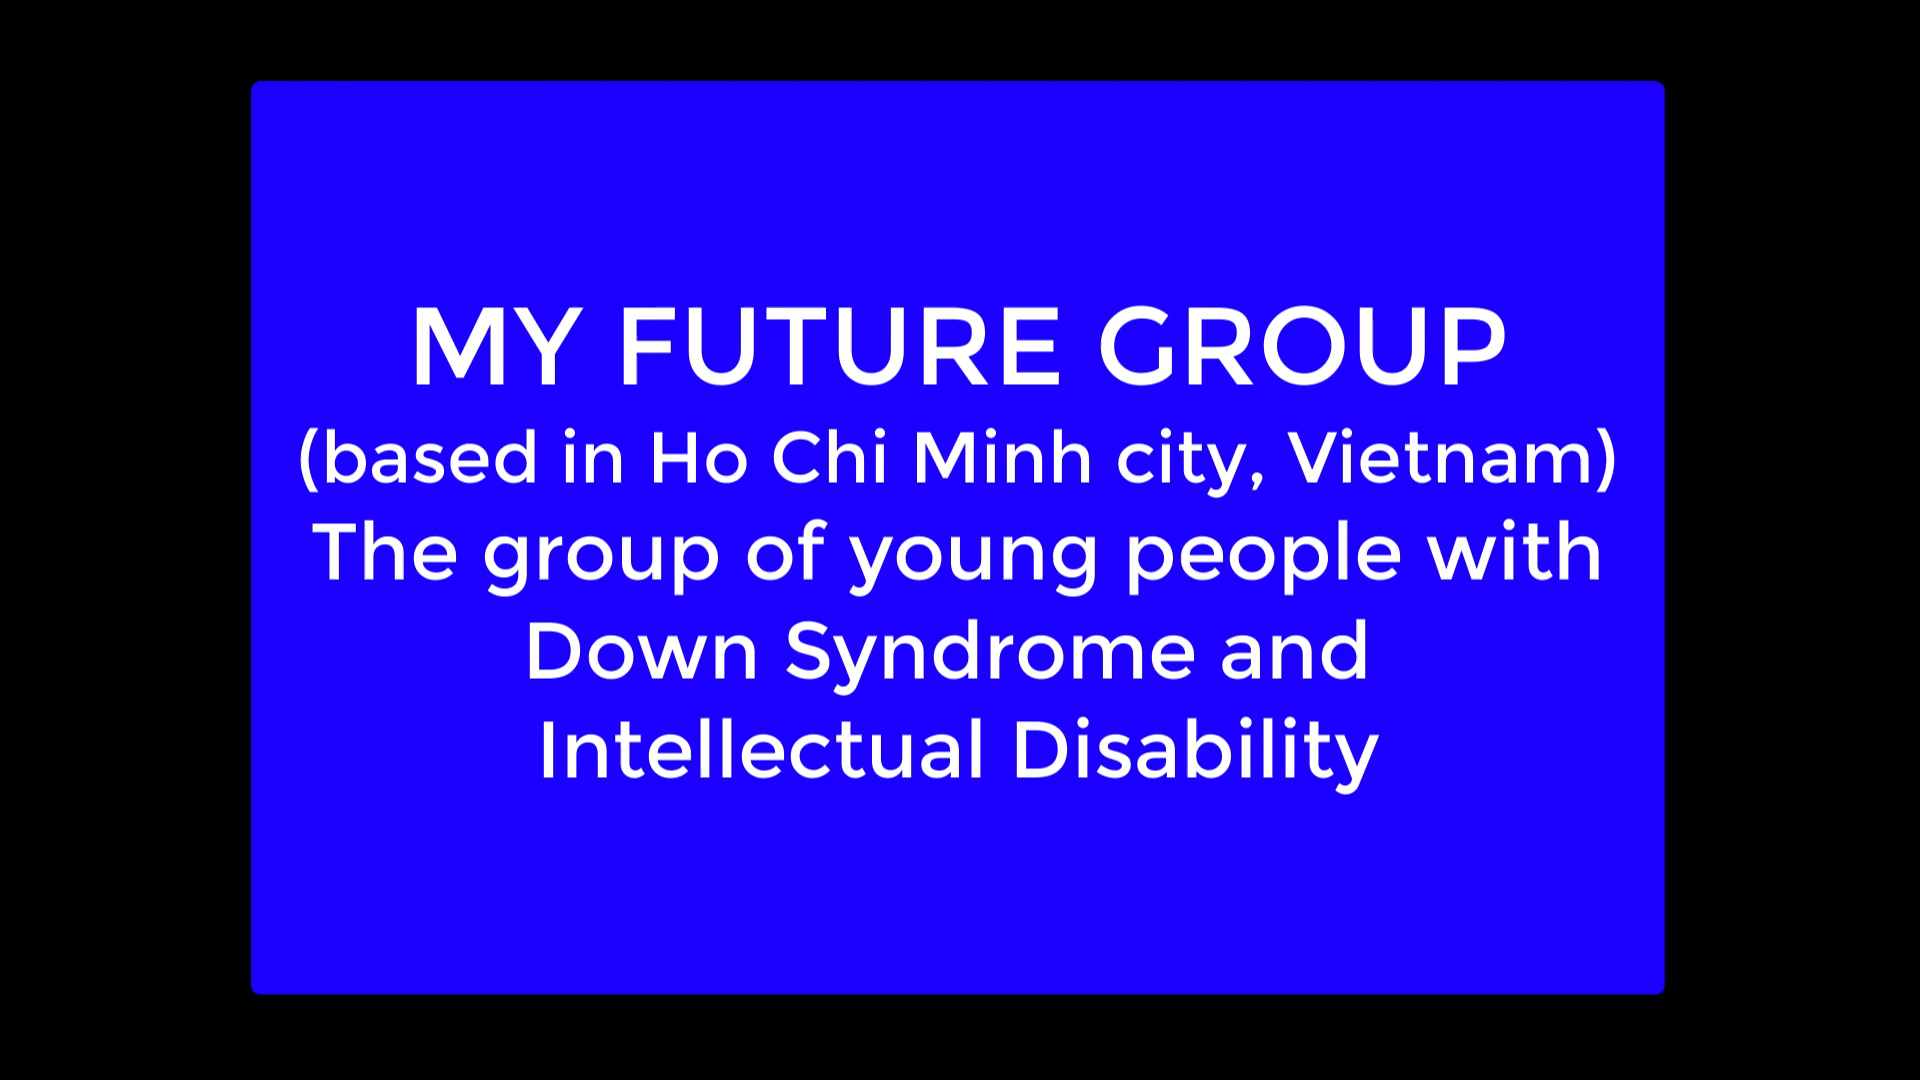 MY FUTURE GROUP
(based in Ho Chi Minh city, Vietnam)
The group of young people with
Down Syndrome and
Intellectual Disability